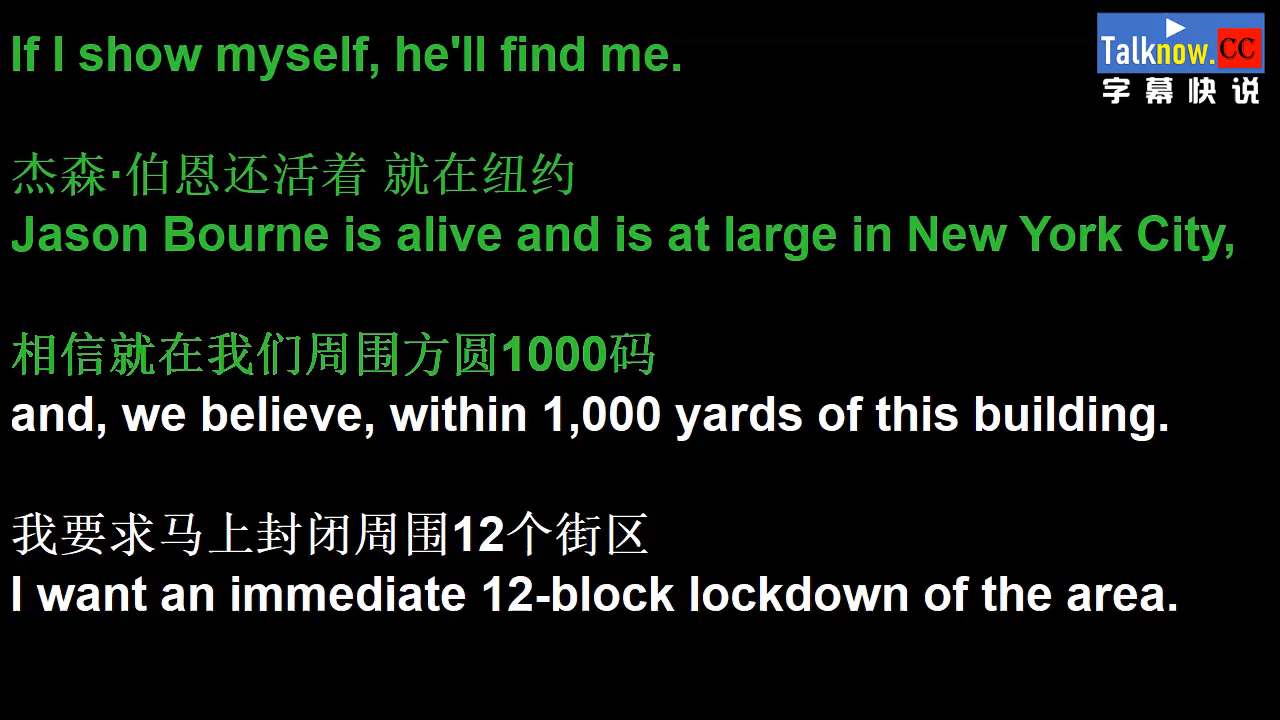 If I show myself, he'll find me.
Talknow.CC
字幕快说
杰森·伯恩还活着 就在纽约
Jason Bourne is alive and is at large in New York City,
相信就在我们周围方圆1000码
and, we believe, within 1,000 yards of this building.
我要求马上封闭周围12个街区
I want an immediate 12-block lockdown of the area.